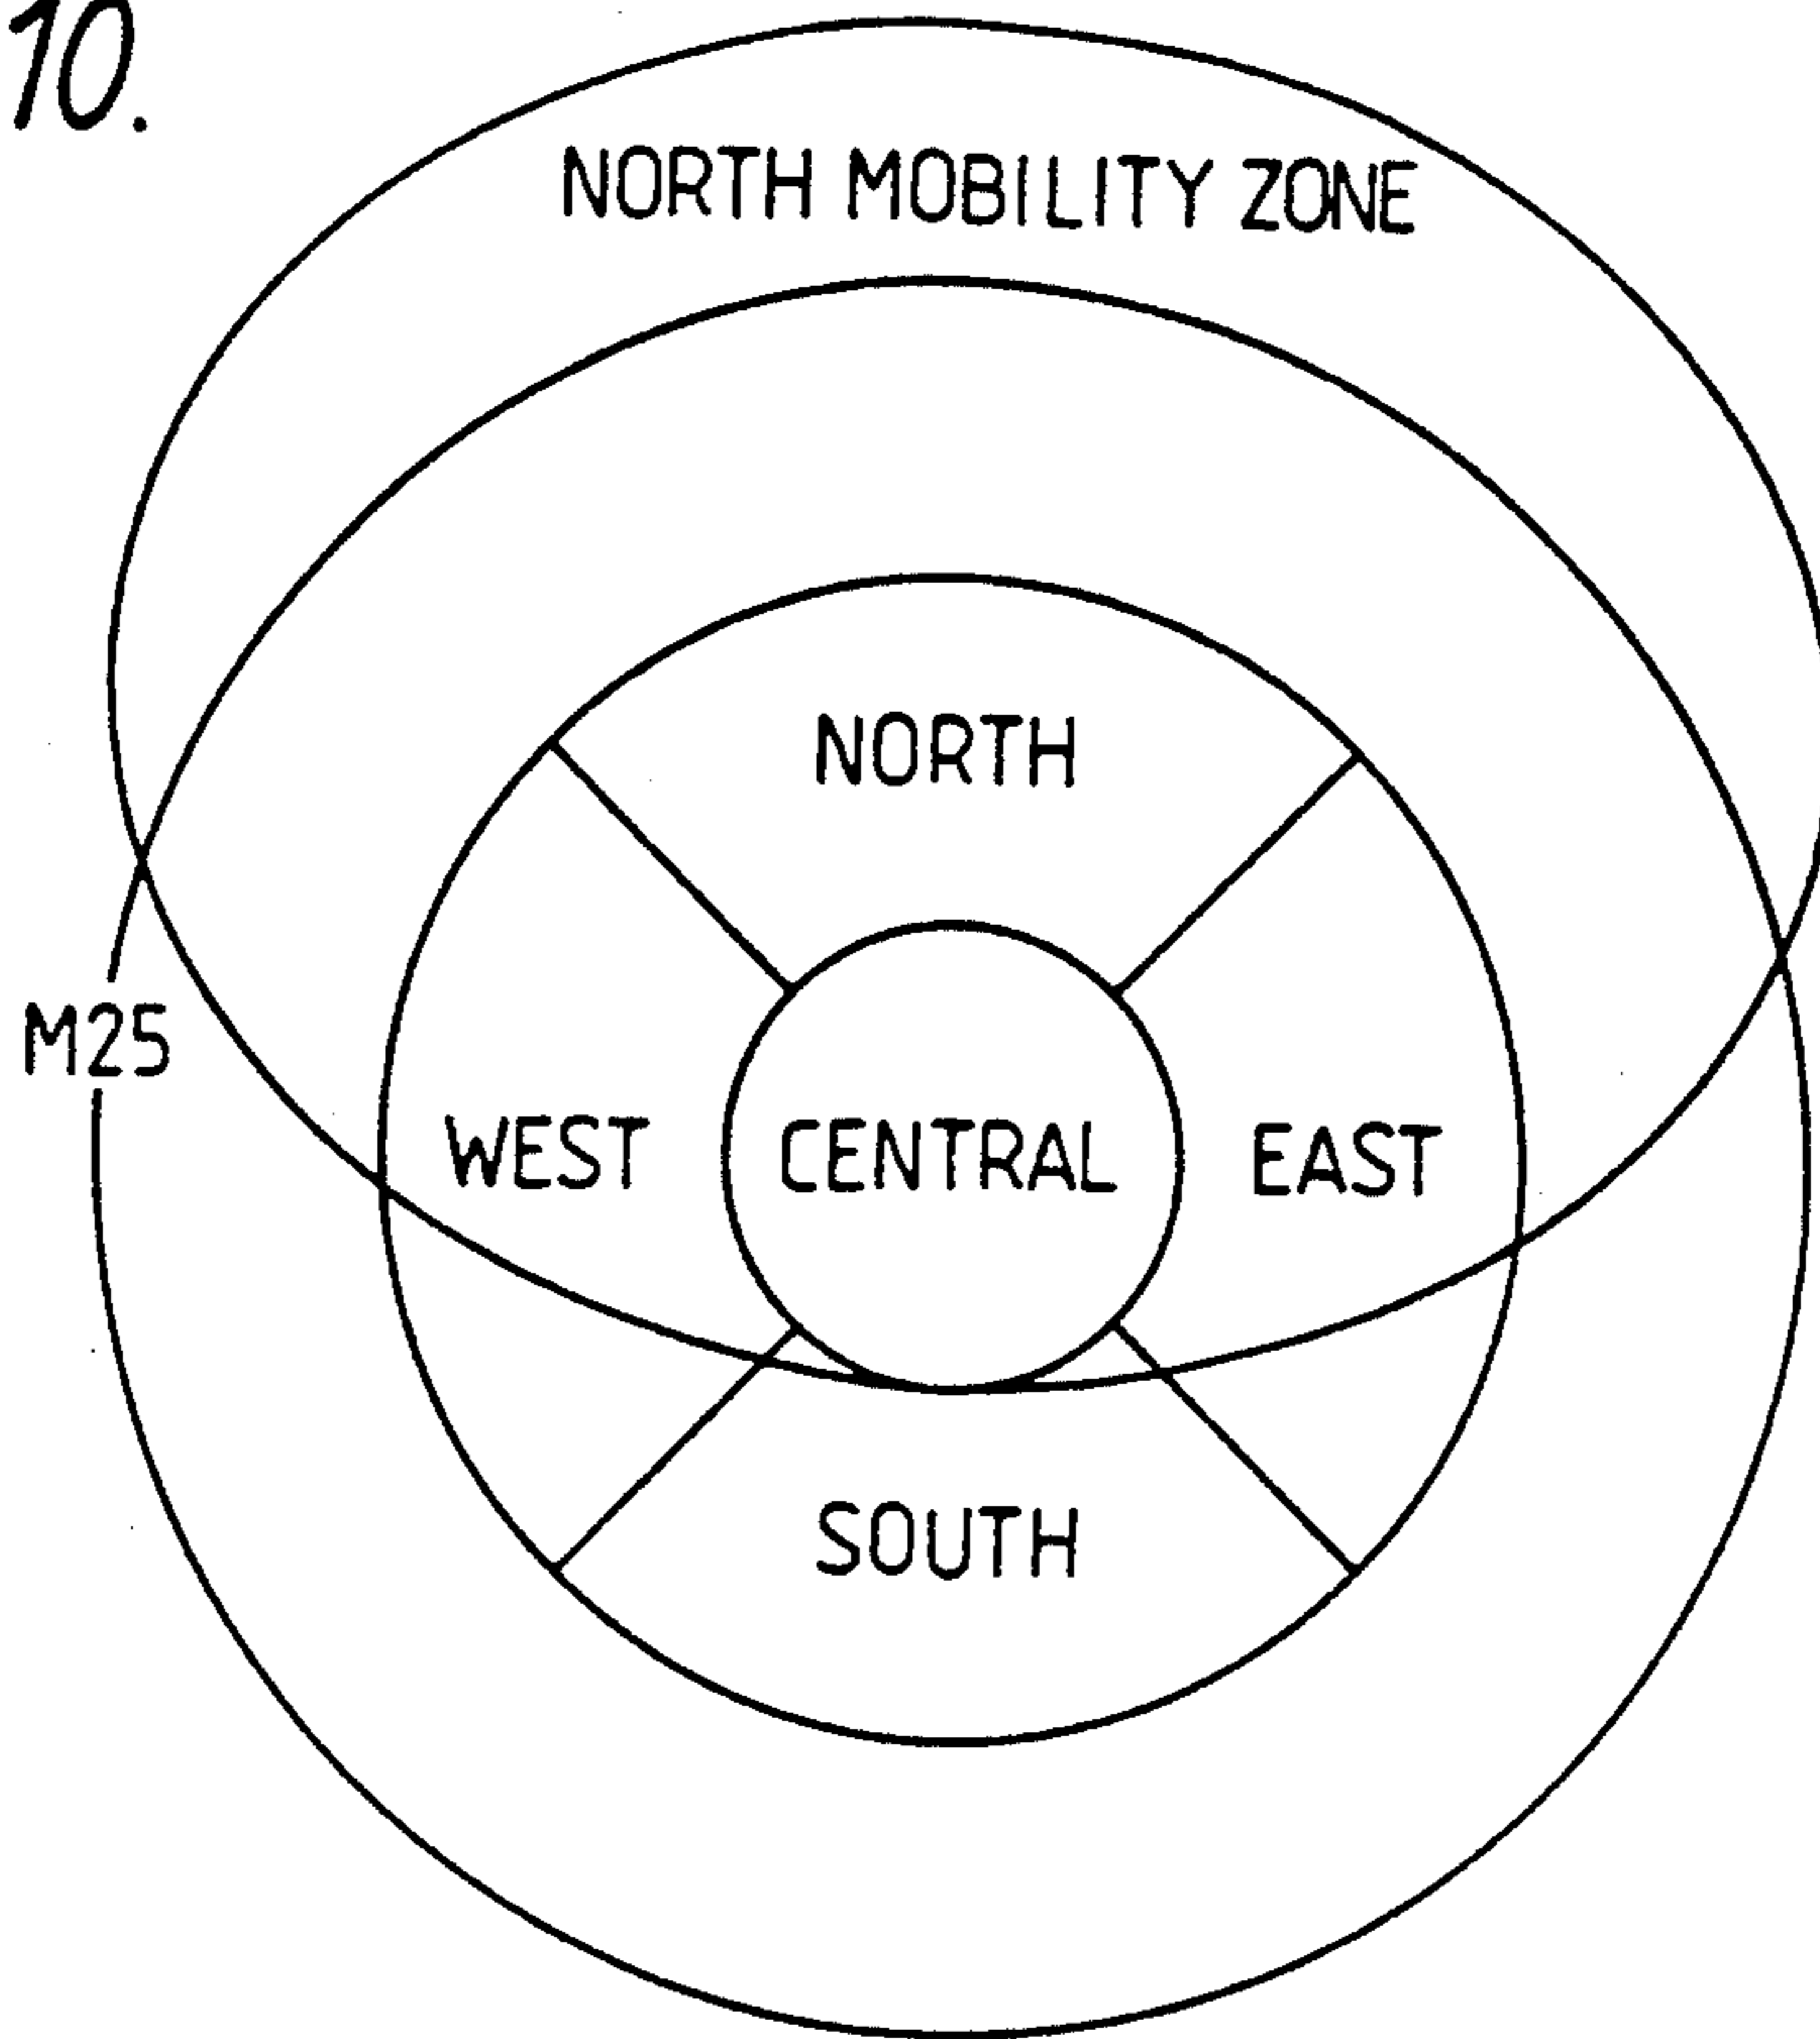 10.
NORTH MOBILITY ZONE
NORTH
M25
WEST CENTRAL EAST
SOUTH